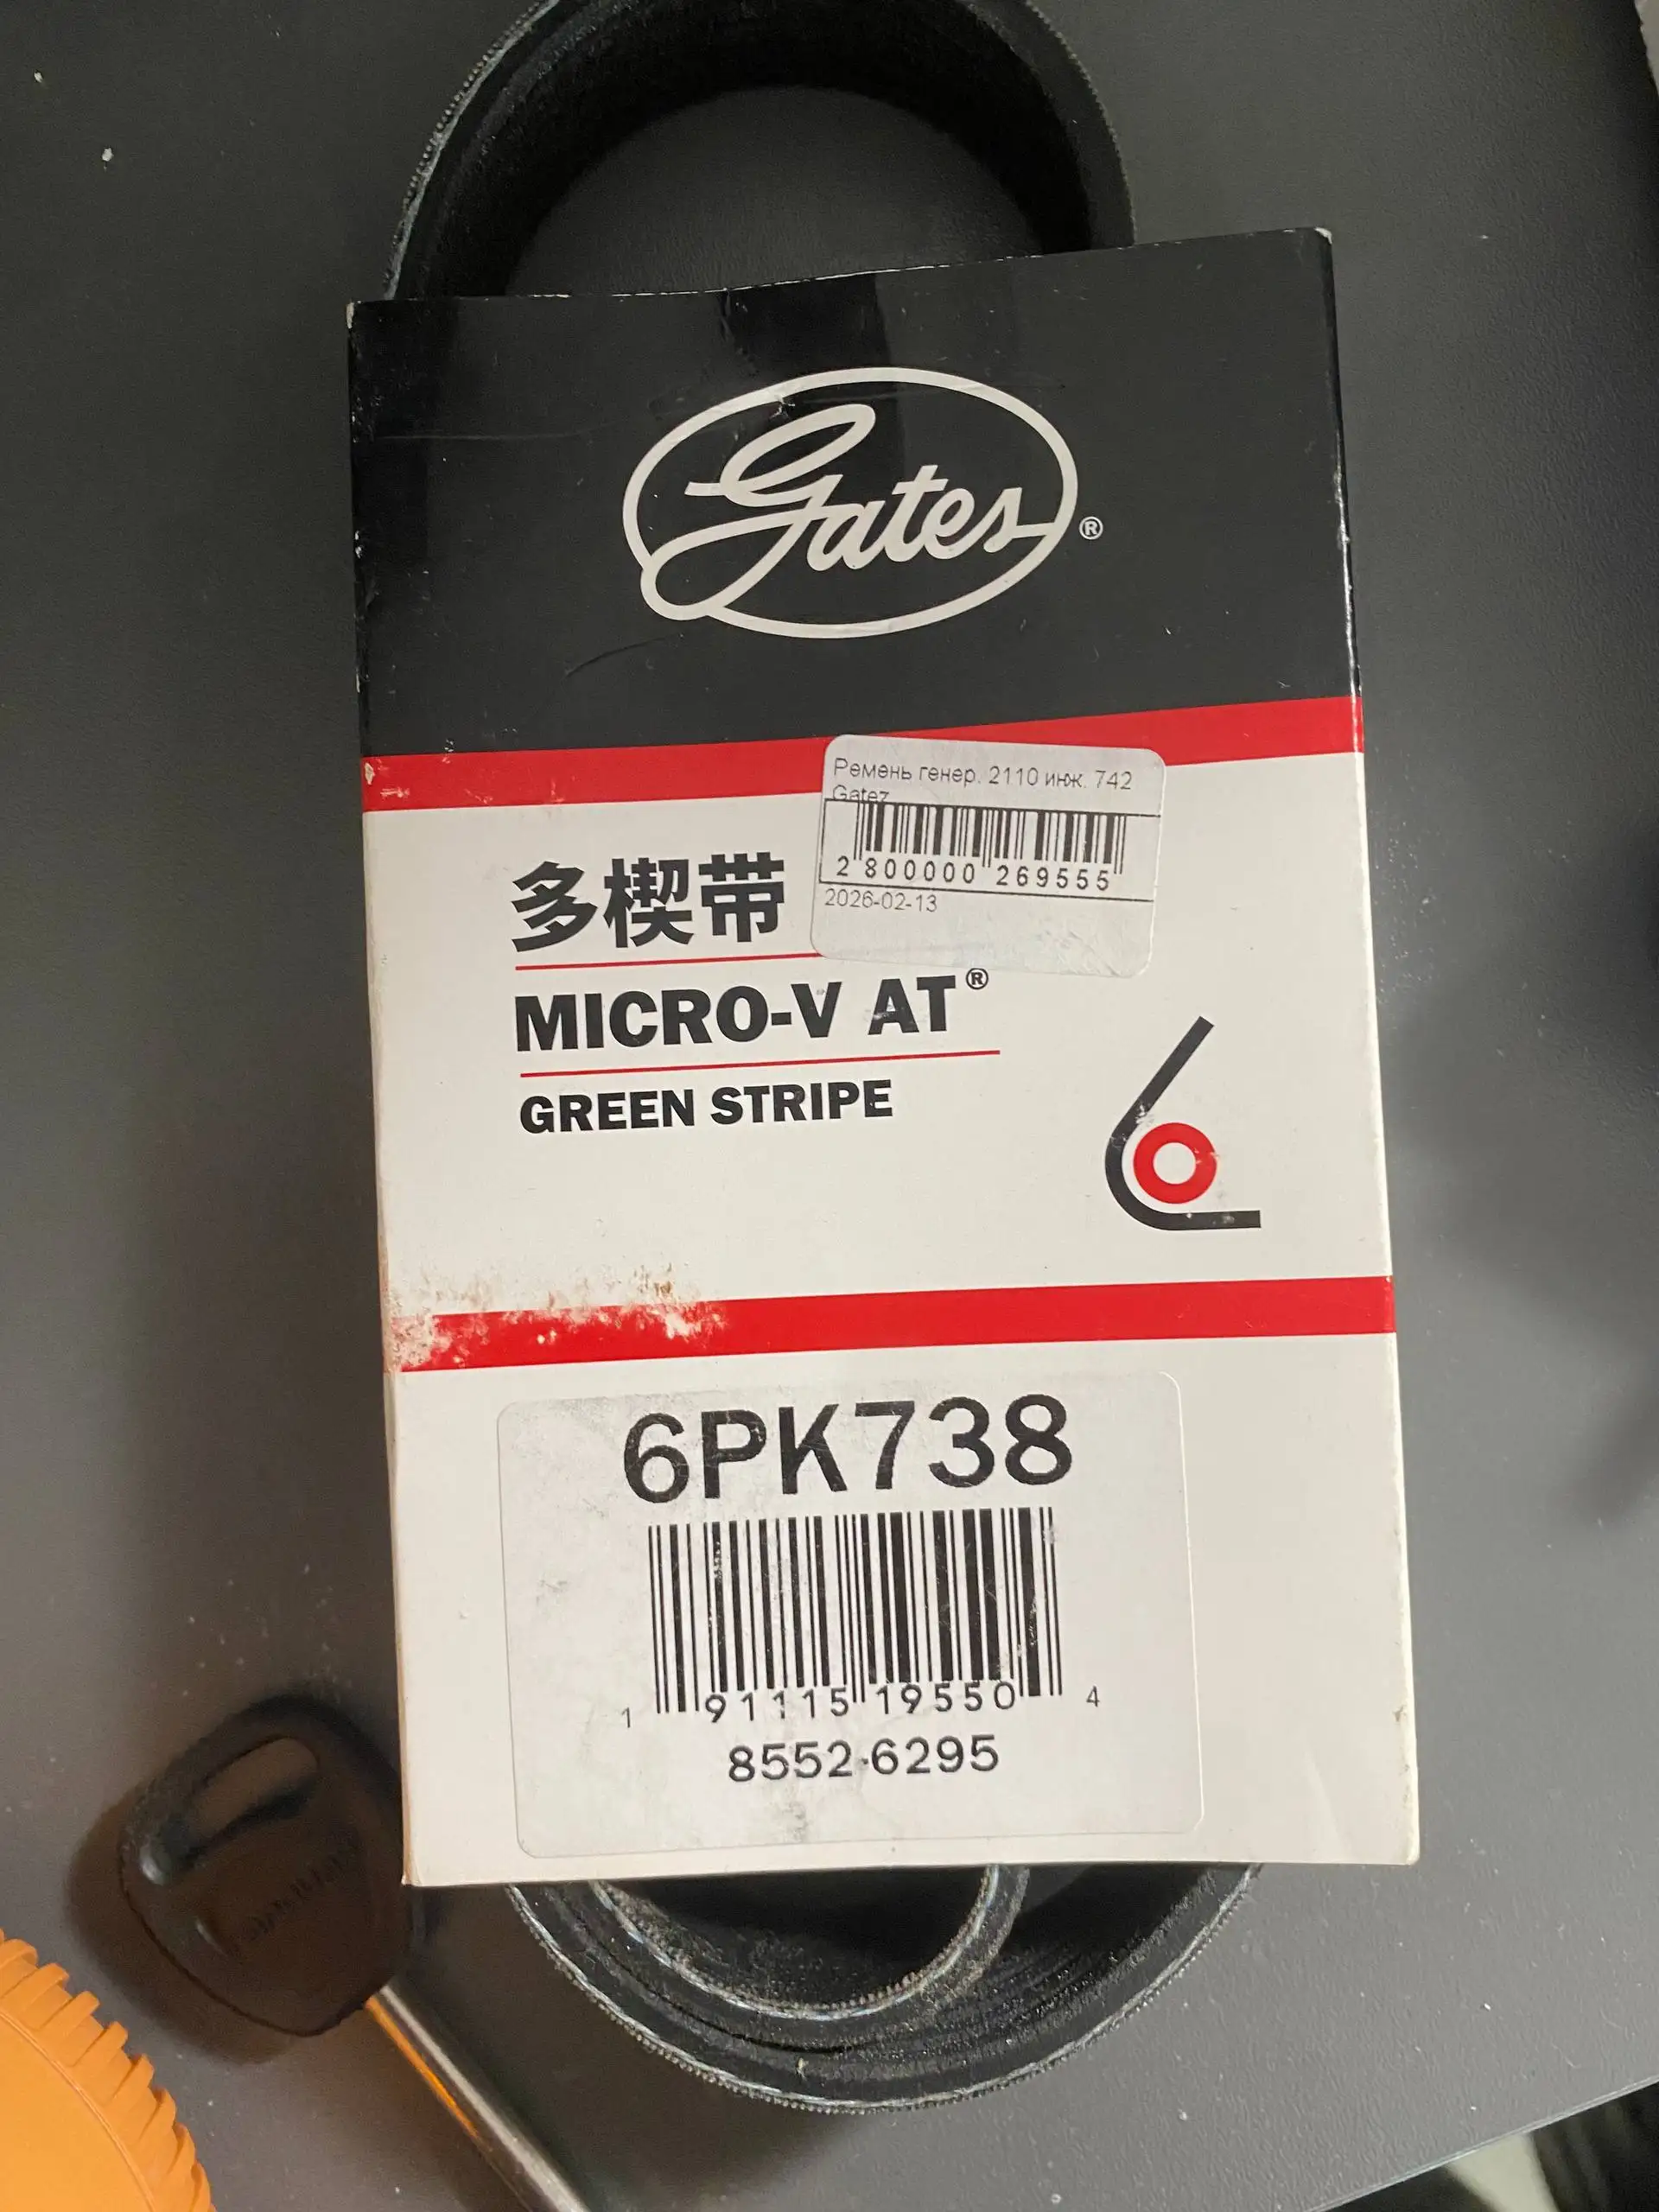 Gates®
Ремень генер. 2110 инж. 742
Gatez
2 800000 269555
2026-02-13
多楔带
MICRO-V AT®
GREEN STRIPE
6PK738
1 91115 19550 4
8552-6295